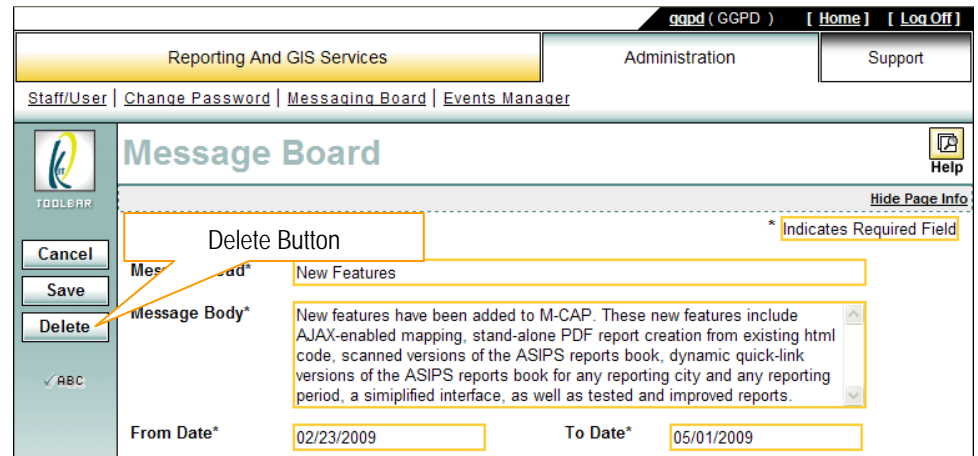 ggpd ( GGPD ) [ Home ] [ Log Off ]
Reporting And GIS Services Administration Support
Staff/User | Change Password | Messaging Board | Events Manager
Message Board
Help
TOOLBAR
Hide Page Info
* Indicates Required Field
Delete Button
Cancel
New Features
Save
Message Body*
New features have been added to M-CAP. These new features include
AJAX-enabled mapping, stand-alone PDF report creation from existing html
code, scanned versions of the ASIPS reports book, dynamic quick-link
versions of the ASIPS reports book for any reporting city and any reporting
period, a simiplified interface, as well as tested and improved reports.
Delete
ABC
From Date* 02/23/2009 To Date* 05/01/2009